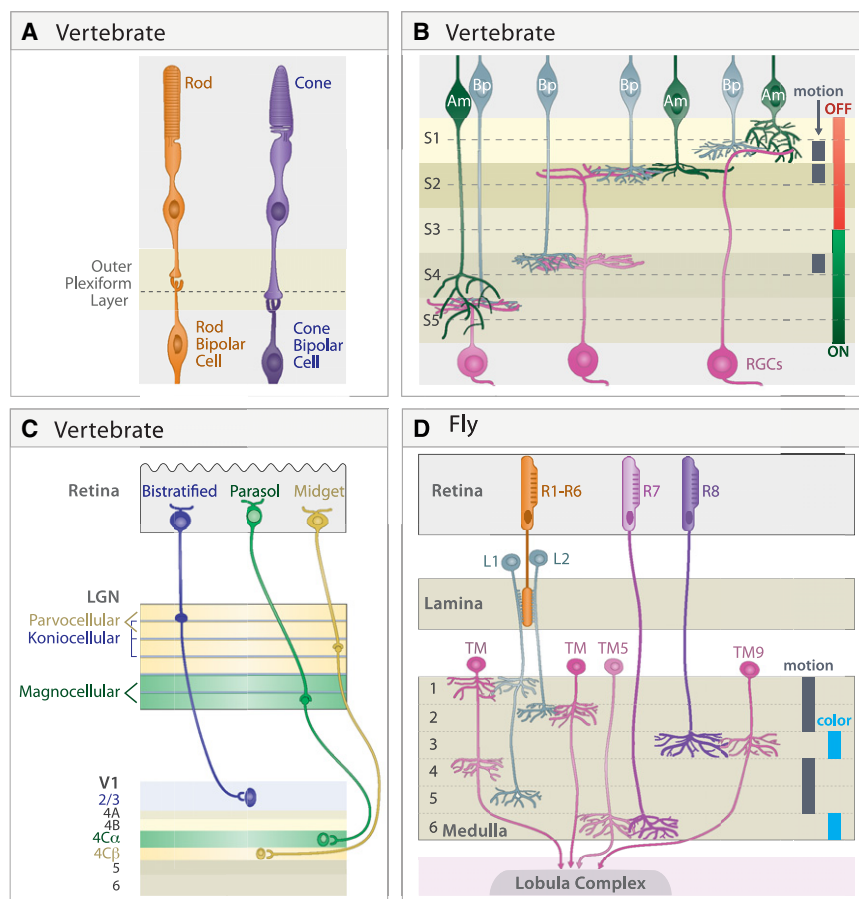 A Vertebrate
Rod
Cone
Outer
Plexiform
Layer
Rod
Bipolar
Cell
Cone
Bipolar
Cell
B Vertebrate
Am
Bp
Bp
Bp
Am
Bp
Am
motion
OFF
S1
S2
S3
S4
S5
ON
RGCs
C Vertebrate
Retina
Bistratified
Parasol
Midget
LGN
Parvocellular
Koniocellular
Magnocellular
V1
2/3
4A
4B
4Cα
4Cβ
5
6
D Fly
Retina
R1-R6
R7
R8
L1
L2
Lamina
TM
TM
TM5
TM9
motion
1
2
color
3
4
5
6 Medulla
Lobula Complex